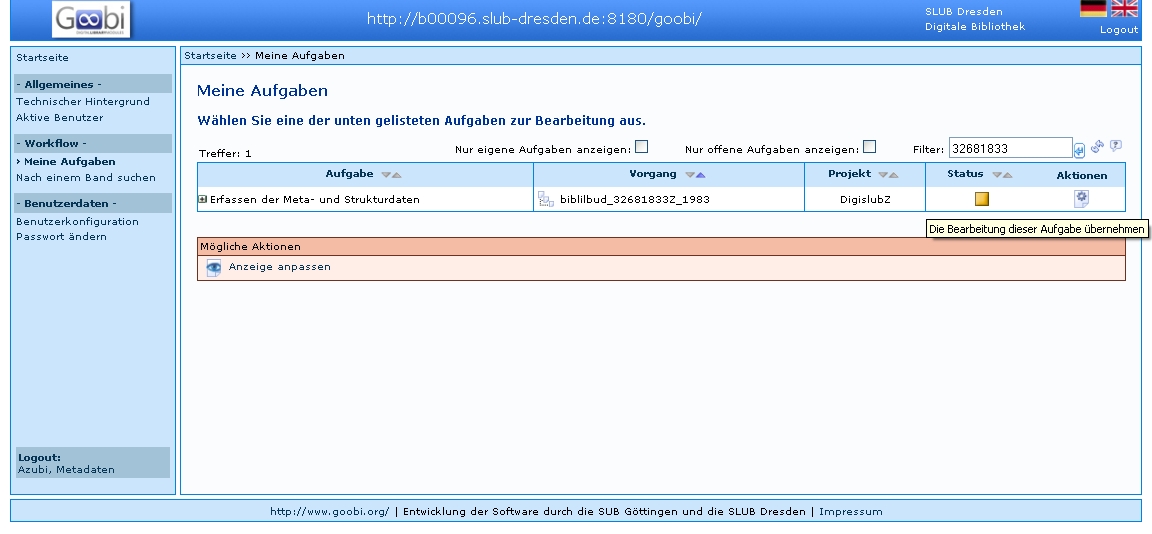 Goobi
http://b00096.slub-dresden.de:8180/goobi/
SLUB Dresden
Digitale Bibliothek
Logout
Startseite
- Allgemeines -
Technischer Hintergrund
Aktive Benutzer
- Workflow -
› Meine Aufgaben
Nach einem Band suchen
- Benutzerdaten -
Benutzerkonfiguration
Passwort ändern
Logout:
Azubi, Metadaten
Startseite >> Meine Aufgaben
Meine Aufgaben
Wählen Sie eine der unten gelisteten Aufgaben zur Bearbeitung aus.
Treffer: 1 Nur eigene Aufgaben anzeigen: Nur offene Aufgaben anzeigen: Filter: 32681833
Aufgabe Vorgang Projekt Status Aktionen
Erfassen der Meta- und Strukturdaten biblilbud_32681833Z_1983 DigislubZ
Die Bearbeitung dieser Aufgabe übernehmen
Mögliche Aktionen
Anzeige anpassen
http://www.goobi.org/ | Entwicklung der Software durch die SUB Göttingen und die SLUB Dresden | Impressum